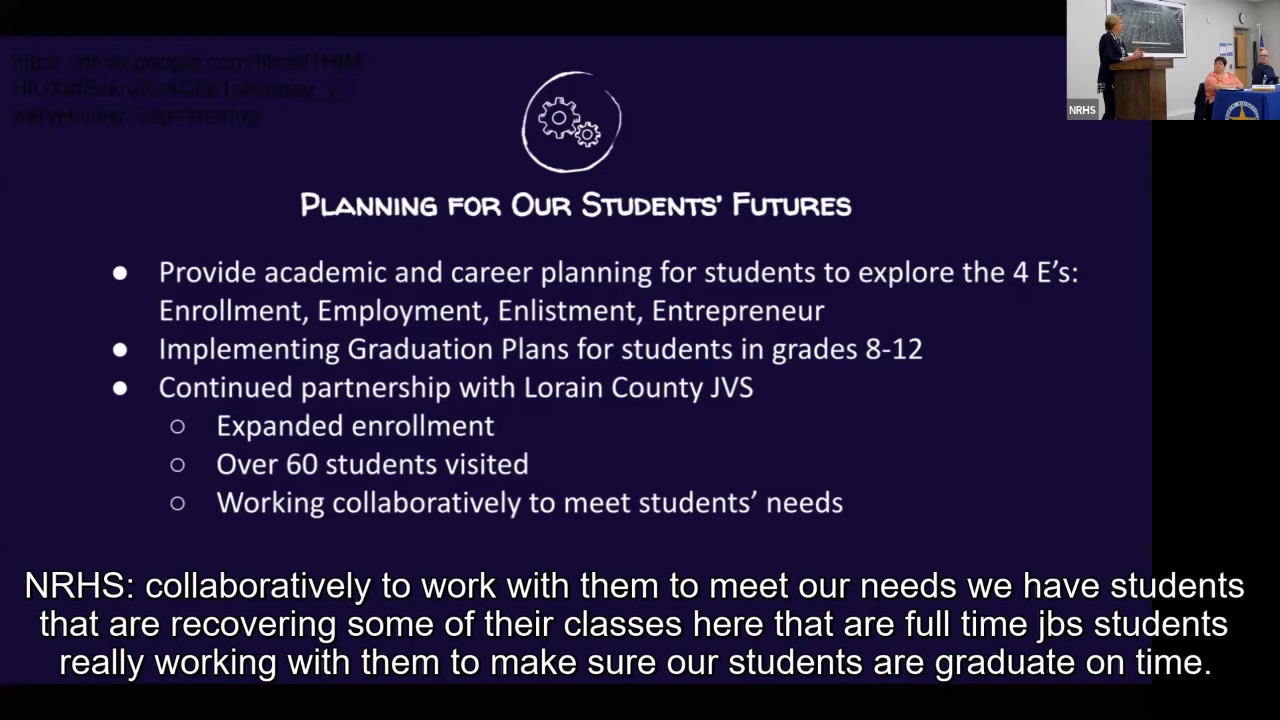 NRHS
PLANNING FOR OUR STUDENTS' FUTURES
● Provide academic and career planning for students to explore the 4 E's:
Enrollment, Employment, Enlistment, Entrepreneur
● Implementing Graduation Plans for students in grades 8-12
● Continued partnership with Lorain County JVS
○ Expanded enrollment
○ Over 60 students visited
○ Working collaboratively to meet students' needs
NRHS: collaboratively to work with them to meet our needs we have students
that are recovering some of their classes here that are full time jbs students
really working with them to make sure our students are graduate on time.